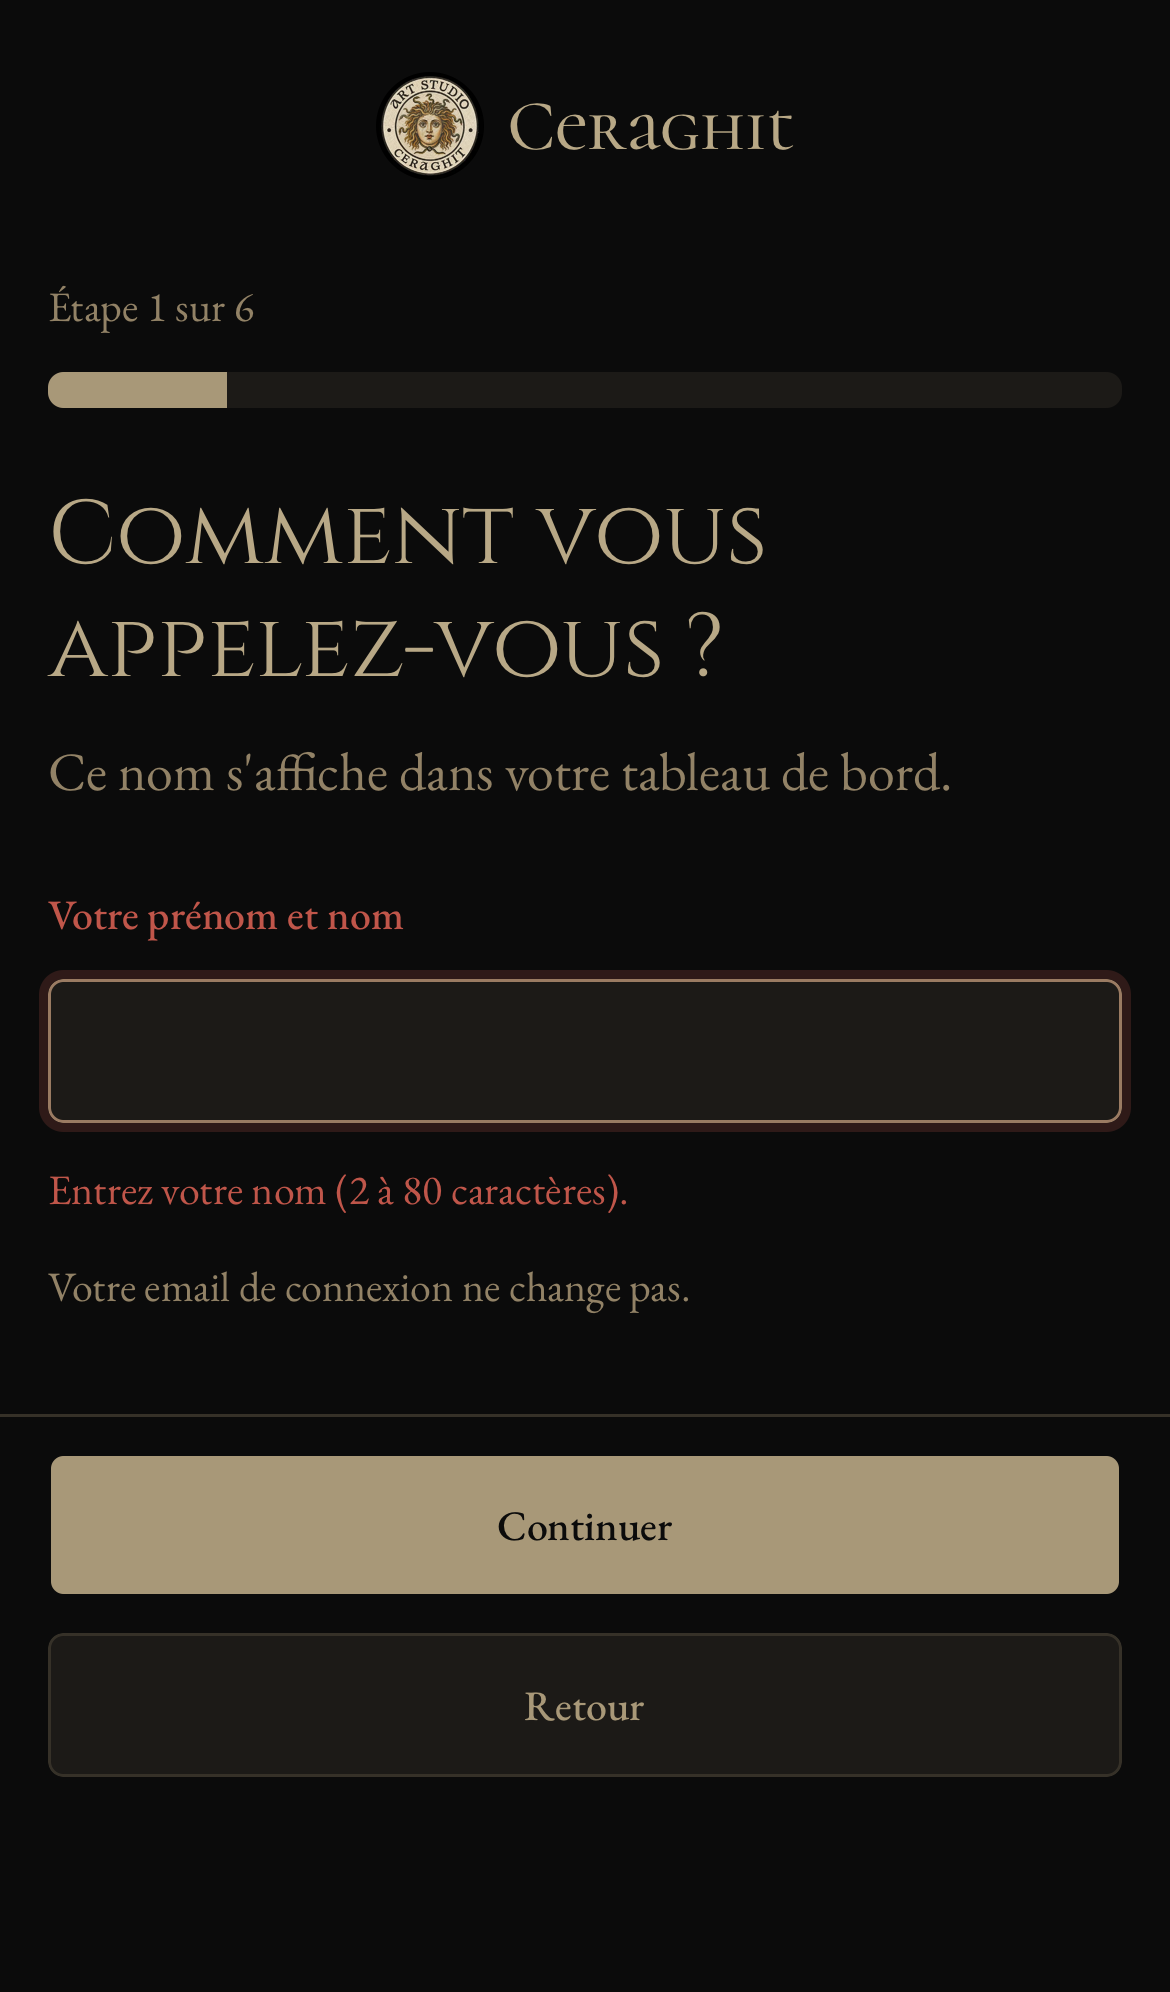 ART STUDIO
CERAGHIT
Ceraghit
Étape 1 sur 6
Comment vous
appelez-vous ?
Ce nom s'affiche dans votre tableau de bord.
Votre prénom et nom
Entrez votre nom (2 à 80 caractères).
Votre email de connexion ne change pas.
Continuer
Retour